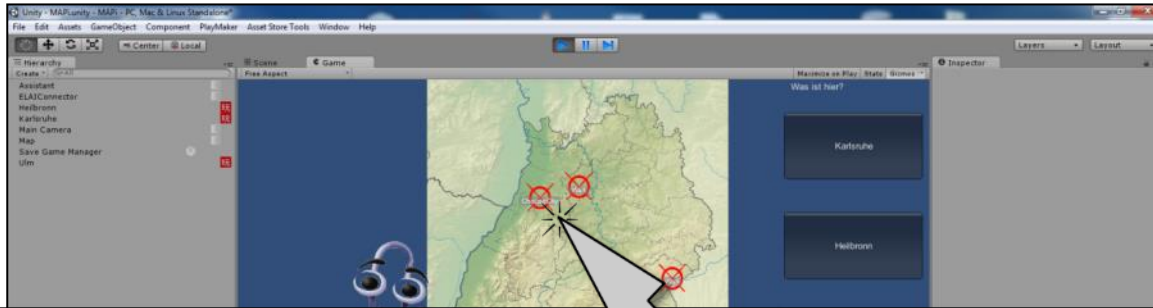 Unity - MAPi.unity - MAPi - PC, Mac & Linux Standalone*
File Edit Assets GameObject Component PlayMaker Asset Store Tools Window Help
Center Local
Layers Layout
Hierarchy
Scene Game
Inspector
Create All
Free Aspect
Maximize on Play Stats Gizmos
Assistant
ELAIConnector
Heilbronn
Karlsruhe
Main Camera
Map
Save Game Manager
Ulm
Was ist hier?
Karlsruhe
Heilbronn